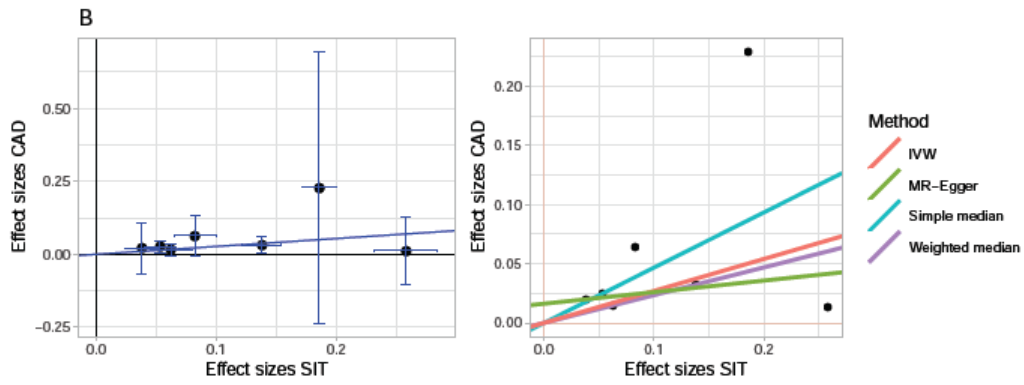 B
Effect sizes CAD
0.50
0.25
0.00
−0.25
0.0
0.1
0.2
Effect sizes SIT
Effect sizes CAD
0.20
0.15
0.10
0.05
0.00
0.0
0.1
0.2
Effect sizes SIT
Method
IVW
MR−Egger
Simple median
Weighted median